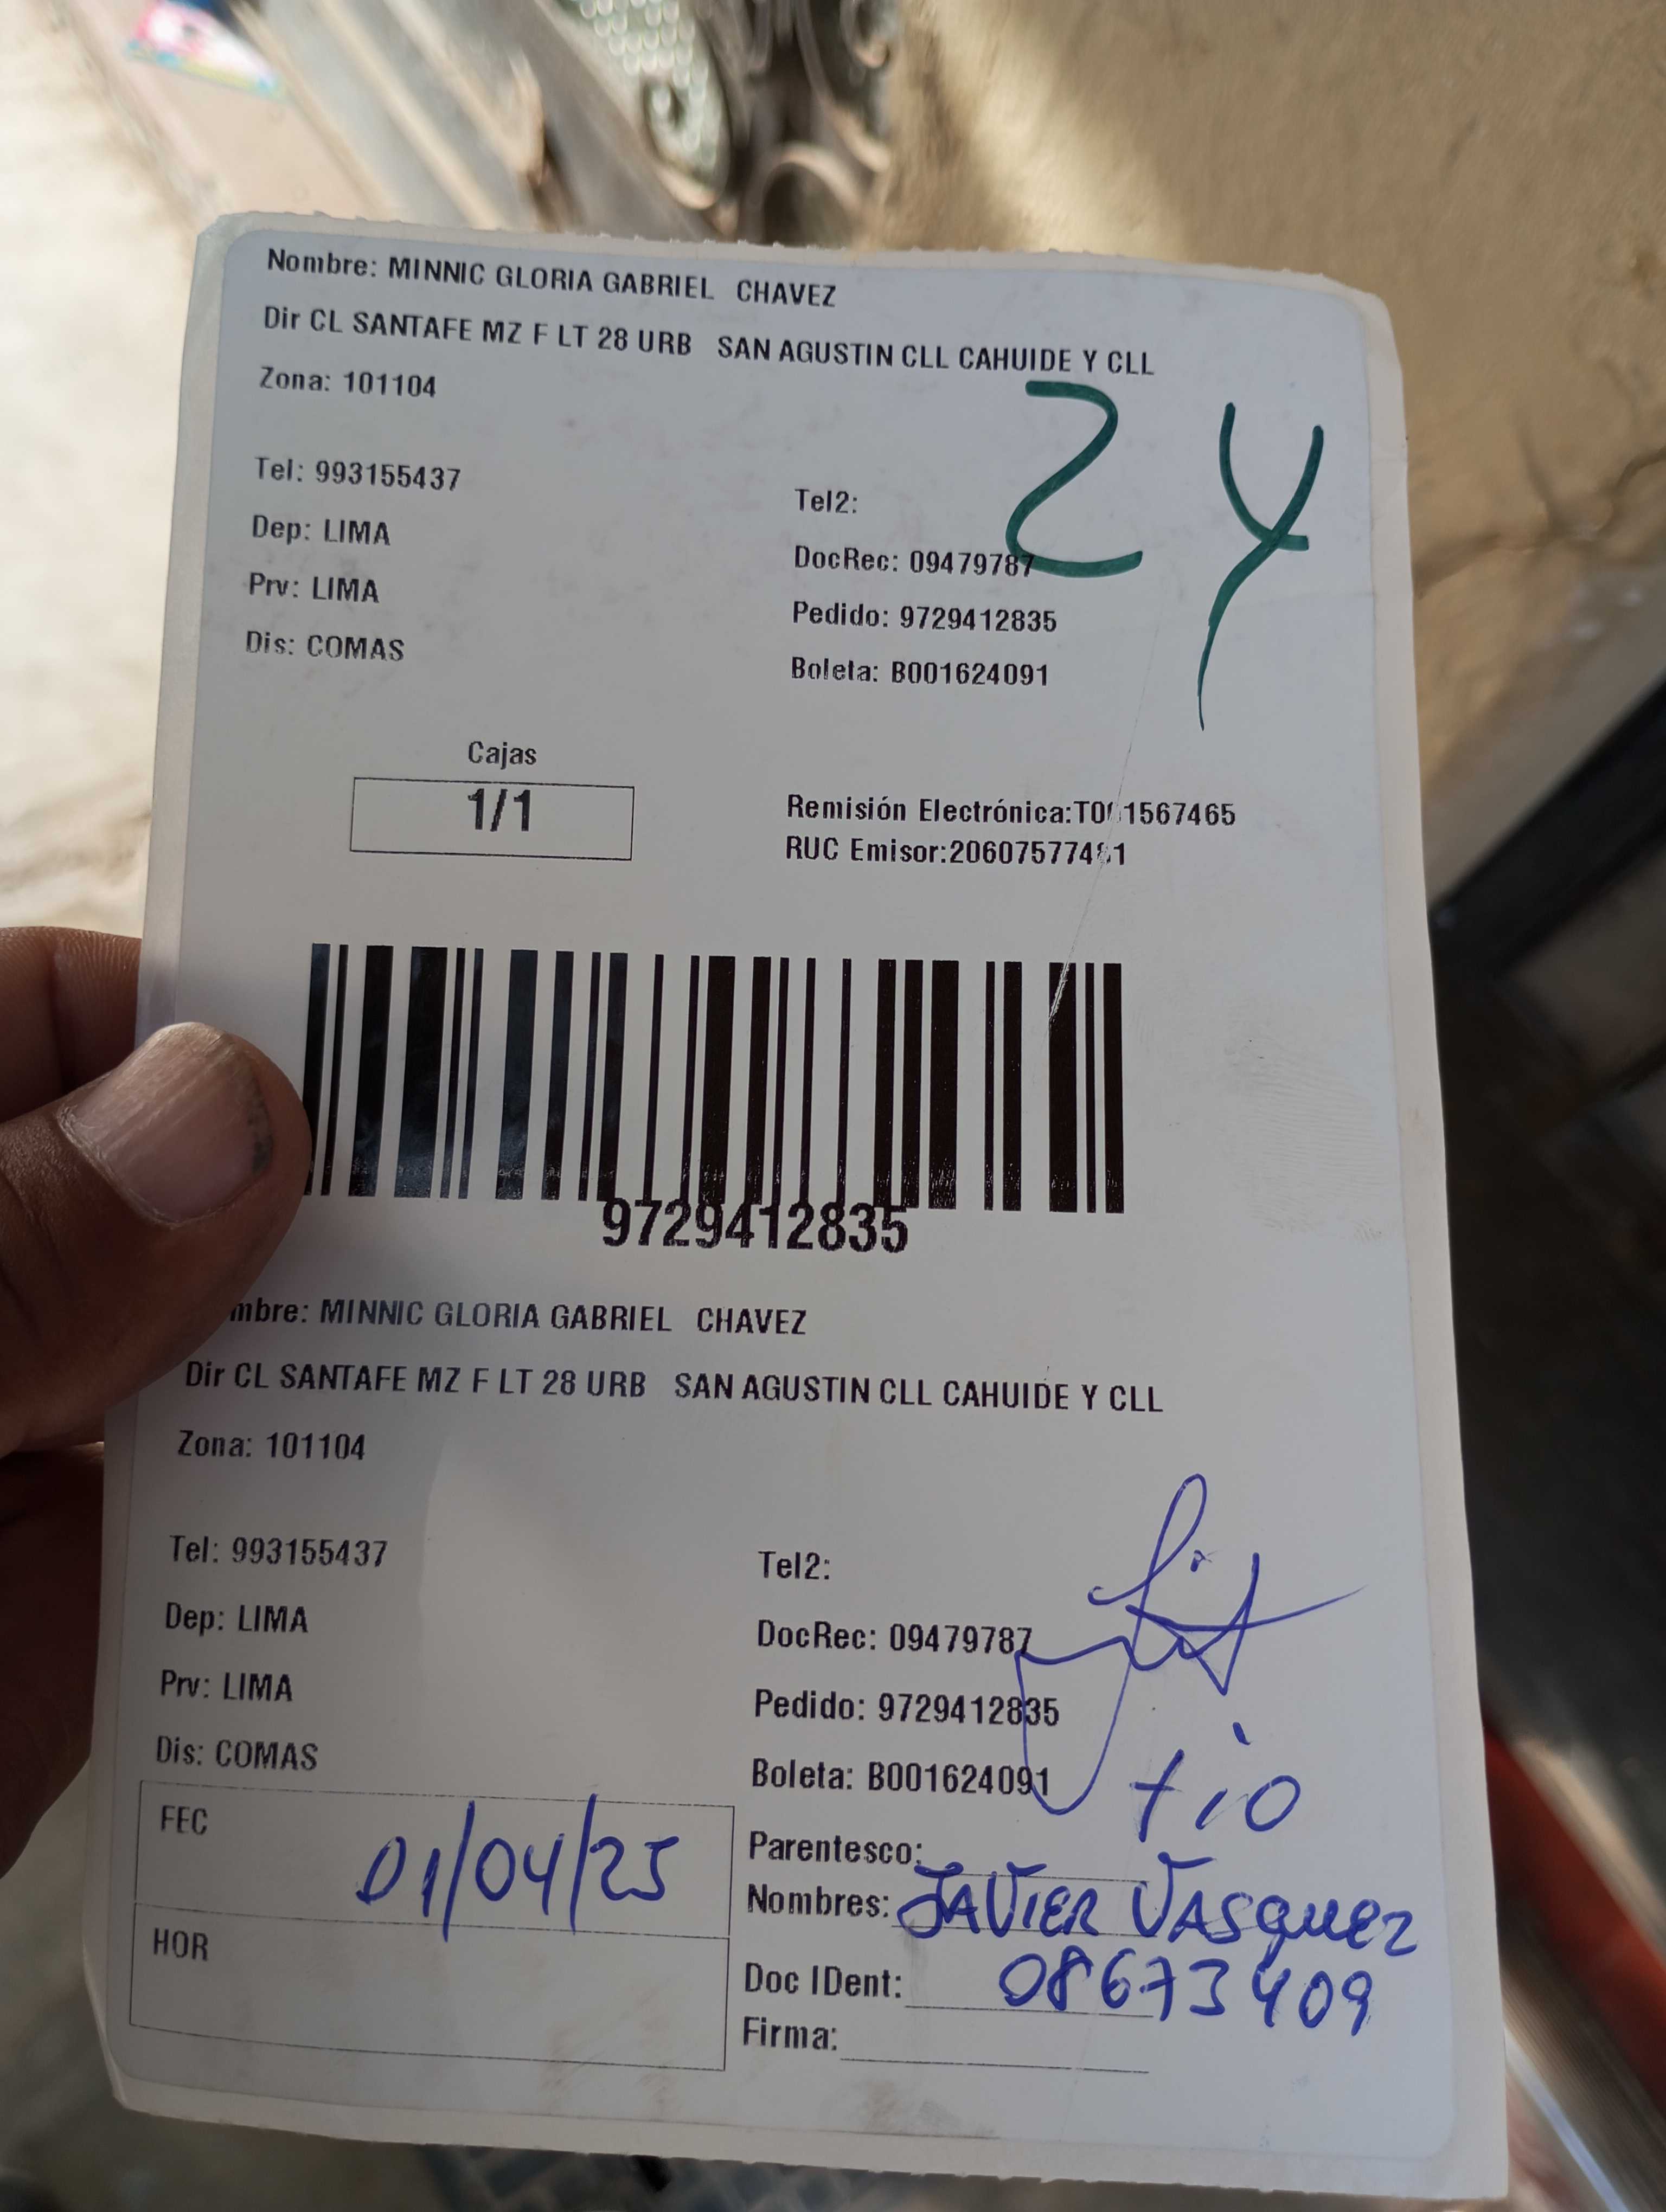 Nombre: MINNIC GLORIA GABRIEL CHAVEZ
Dir CL SANTAFE MZ F LT 28 URB SAN AGUSTIN CLL CAHUIDE Y CLL
Zona: 101104
24
Tel: 993155437
Tel2:
Dep: LIMA
DocRec: 09479787
Prv: LIMA
Pedido: 9729412835
Dis: COMAS
Boleta: B001624091
Cajas
1/1
Remisión Electrónica:
RUC Emisor:
9729412835
mbre: MINNIC GLORIA GABRIEL CHAVEZ
Dir CL SANTAFE MZ F LT 28 URB SAN AGUSTIN CLL CAHUIDE Y CLL
Zona: 101104
Tel: 993155437
Tel2:
Dep: LIMA
DocRec: 09479787
Prv: LIMA
Pedido: 9729412835
Dis: COMAS
Boleta: B001624091
FEC 01/04/25
Parentesco: tío
Nombres: JAVIER VASQUEZ
HOR
Doc IDent: 08673409
Firma: